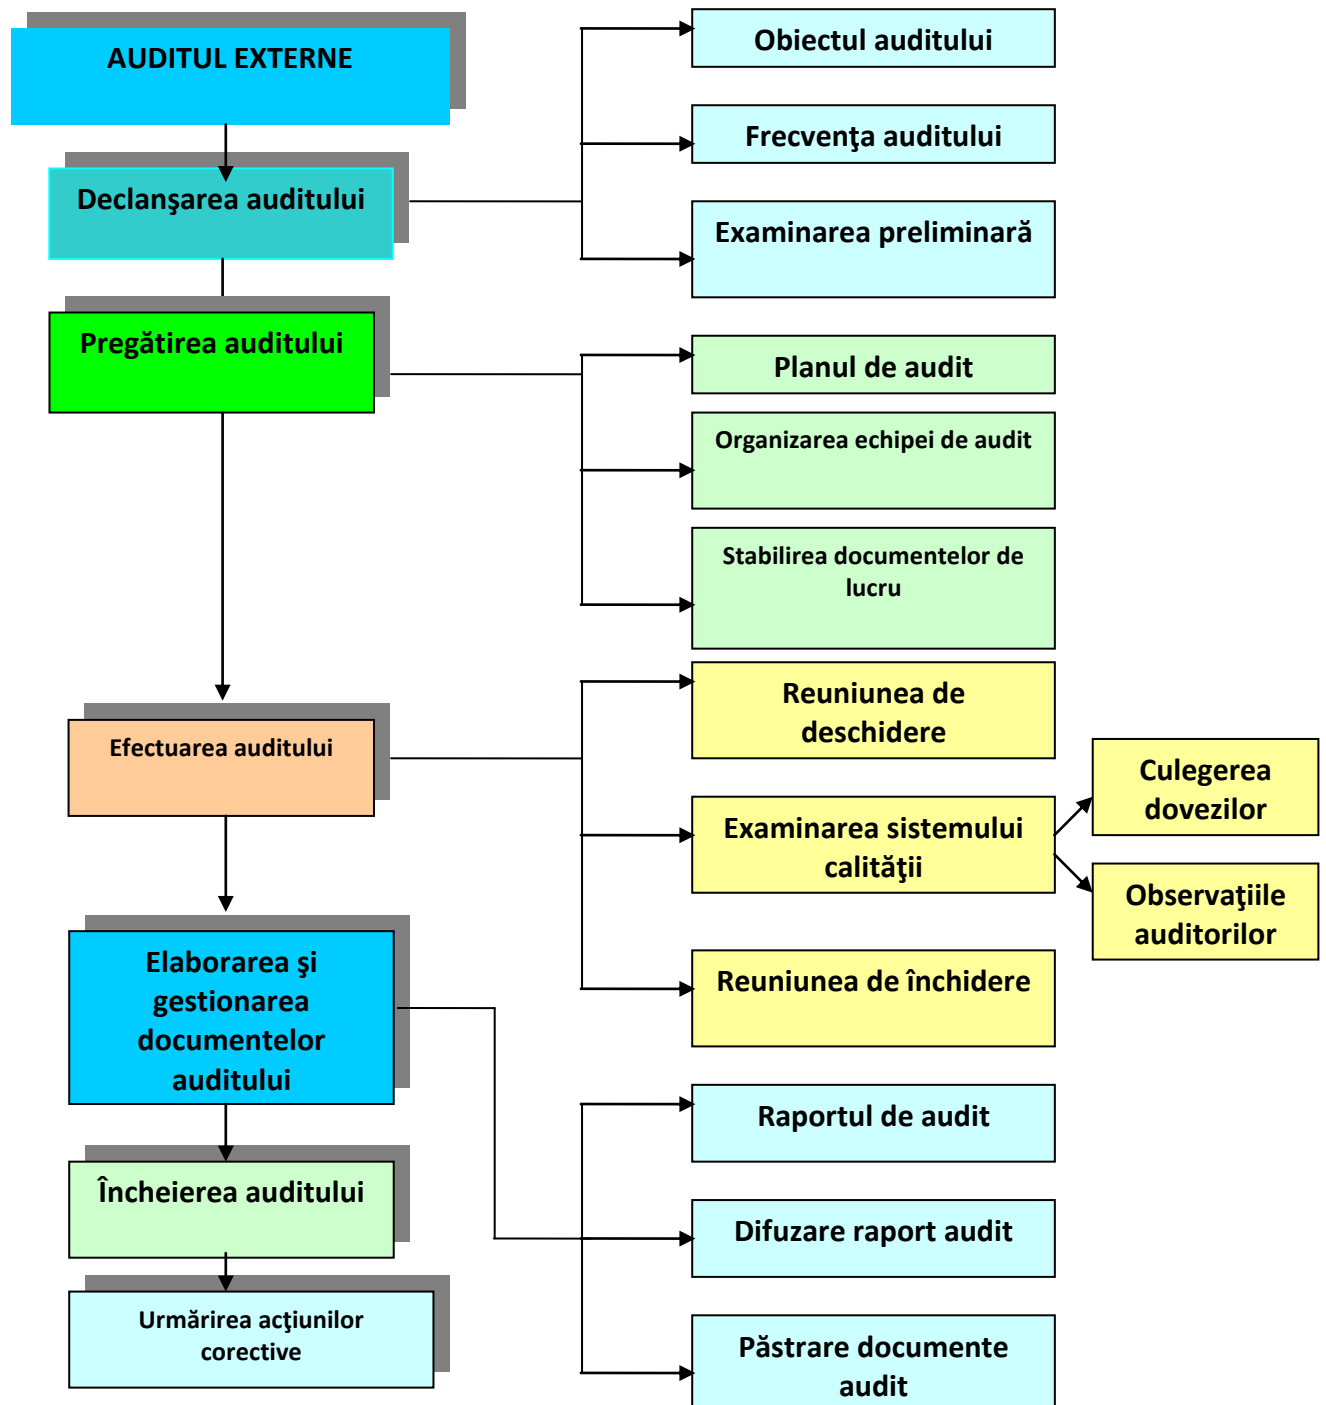 AUDITUL EXTERNE
Declanşarea auditului
Obiectul auditului
Frecvenţa auditului
Examinarea preliminară
Pregătirea auditului
Planul de audit
Organizarea echipei de audit
Stabilirea documentelor de
lucru
Efectuarea auditului
Reuniunea de
deschidere
Examinarea sistemului
calităţii
Culegerea
dovezilor
Observaţiile
auditorilor
Reuniunea de închidere
Elaborarea şi
gestionarea
documentelor
auditului
Raportul de audit
Difuzare raport audit
Păstrare documente
audit
Încheierea auditului
Urmărirea acţiunilor
corective